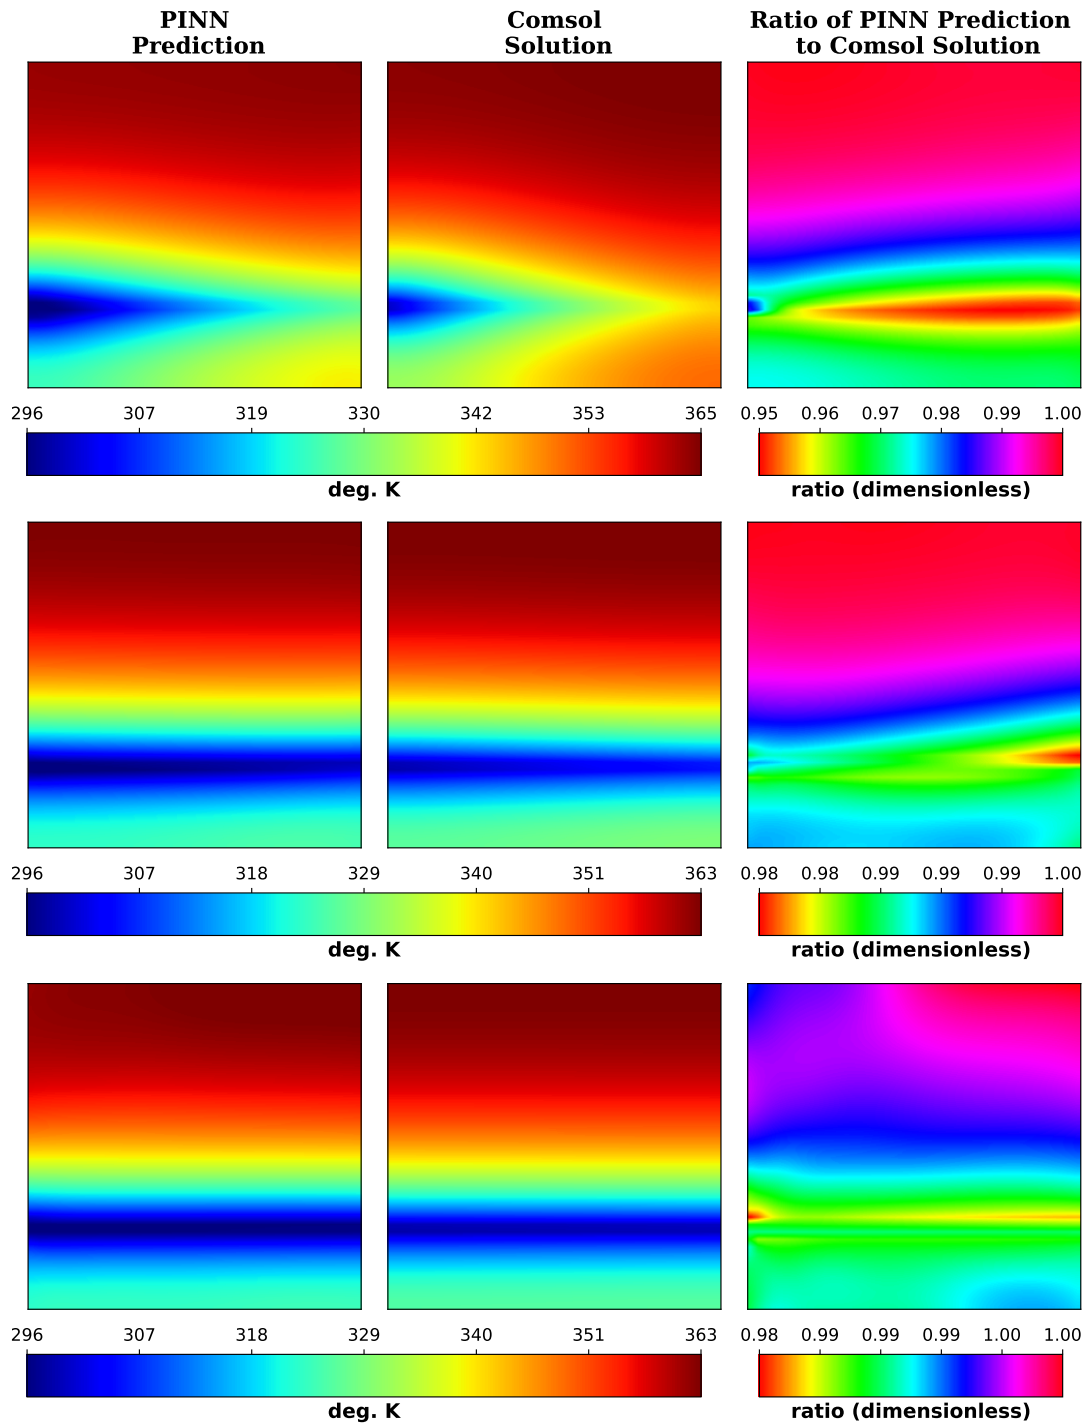 PINN
Prediction
Comsol
Solution
Ratio of PINN Prediction
to Comsol Solution
296 307 319 330 342 353 365
deg. K
0.95 0.96 0.97 0.98 0.99 1.00
ratio (dimensionless)
296 307 318 329 340 351 363
deg. K
0.98 0.98 0.99 0.99 0.99 1.00
ratio (dimensionless)
296 307 318 329 340 351 363
deg. K
0.98 0.99 0.99 0.99 1.00 1.00
ratio (dimensionless)